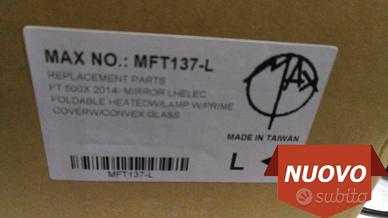 MAX NO.: MFT137-L
REPLACEMENT PARTS
FT 500X 2014- MIRROR LHELEC
FOLDABLE HEATEDW/LAMP W/PRIME
COVERW/CONVEX GLASS
MAX
MADE IN TAIWAN
L
MFT137-L
NUOVO
subito